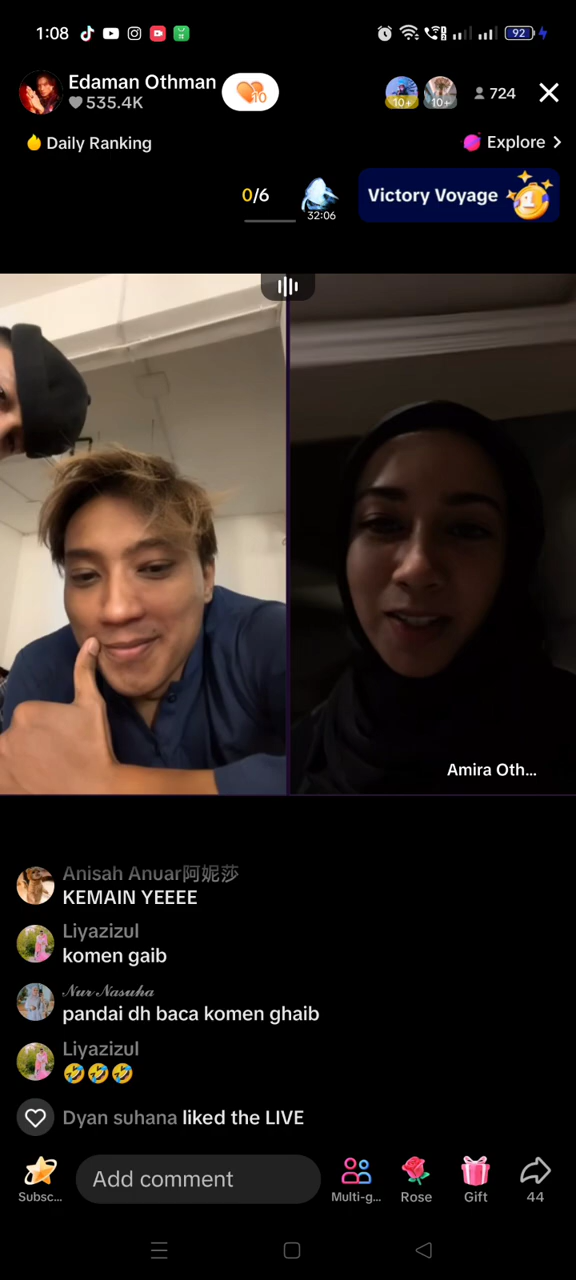 1:08
92
Edaman Othman
535.4K
10
10+
10+
724
Daily Ranking
Explore
0/6
32:06
Victory Voyage
1
Amira Oth...
Anisah Anuar阿妮莎
KEMAIN YEEEE
Liyazizul
komen gaib
𝓝𝓾𝓻 𝓝𝓪𝓼𝓾𝓱𝓪
pandai dh baca komen ghaib
Liyazizul
🤣🤣🤣
Dyan suhana liked the LIVE
Add comment
Subsc...
Multi-g...
Rose
Gift
44